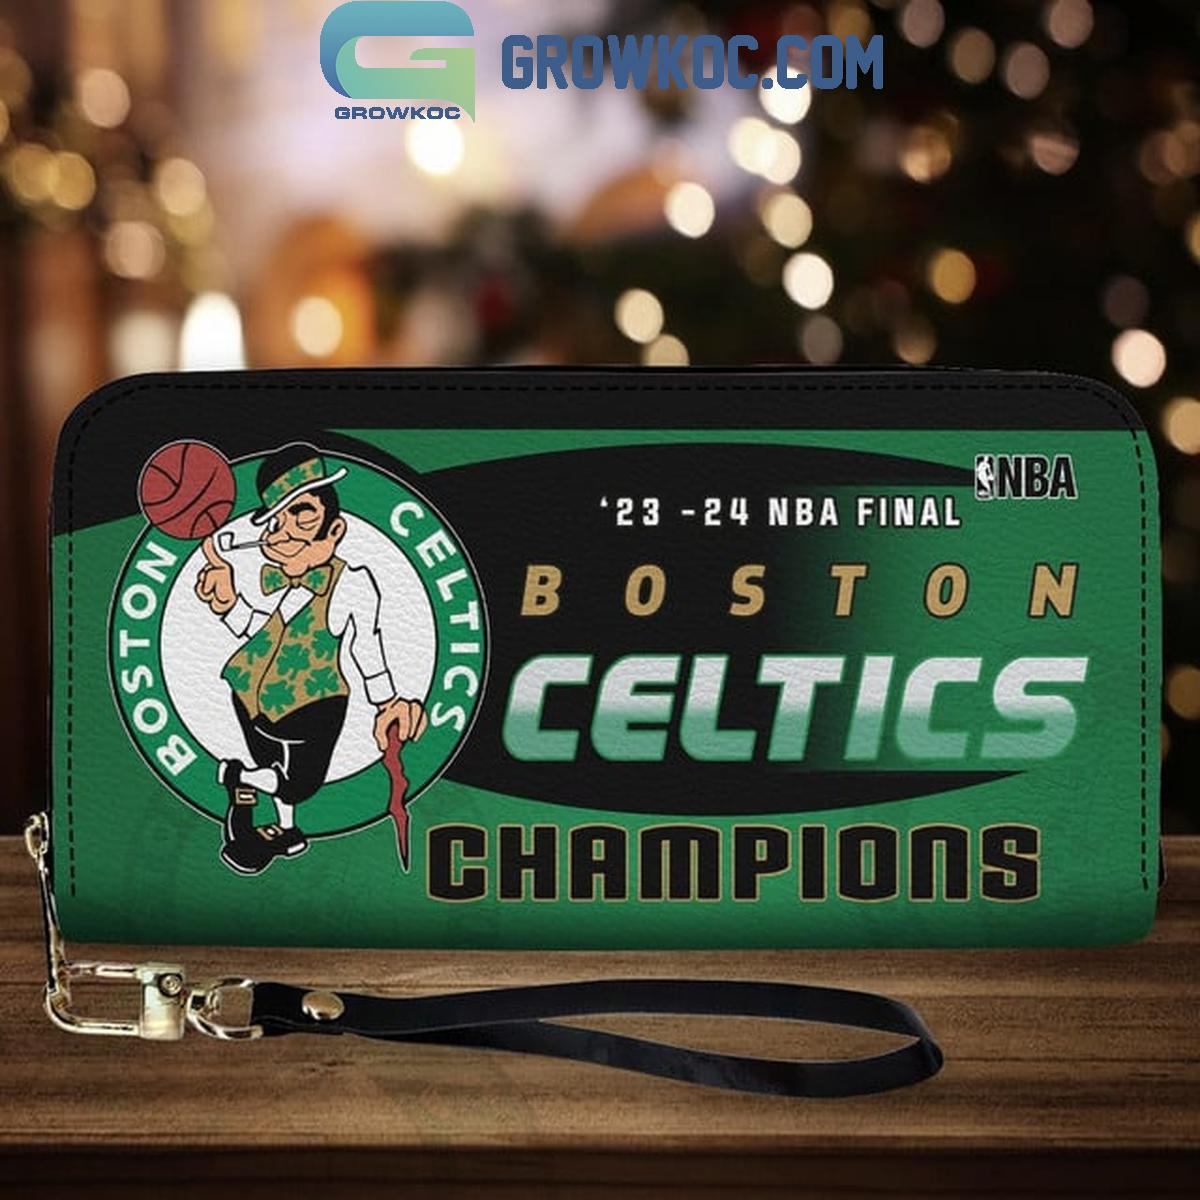 GROWKOC
GROWKOC.COM
BOSTON
CELTICS
NBA
‘23 -24 NBA FINAL
BOSTON
CELTICS
CHAMPIONS